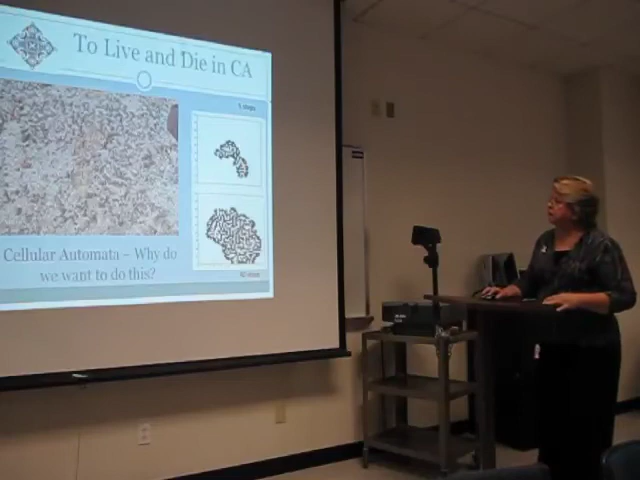 To Live and Die in CA
Cellular Automata – Why do
we want to do this?